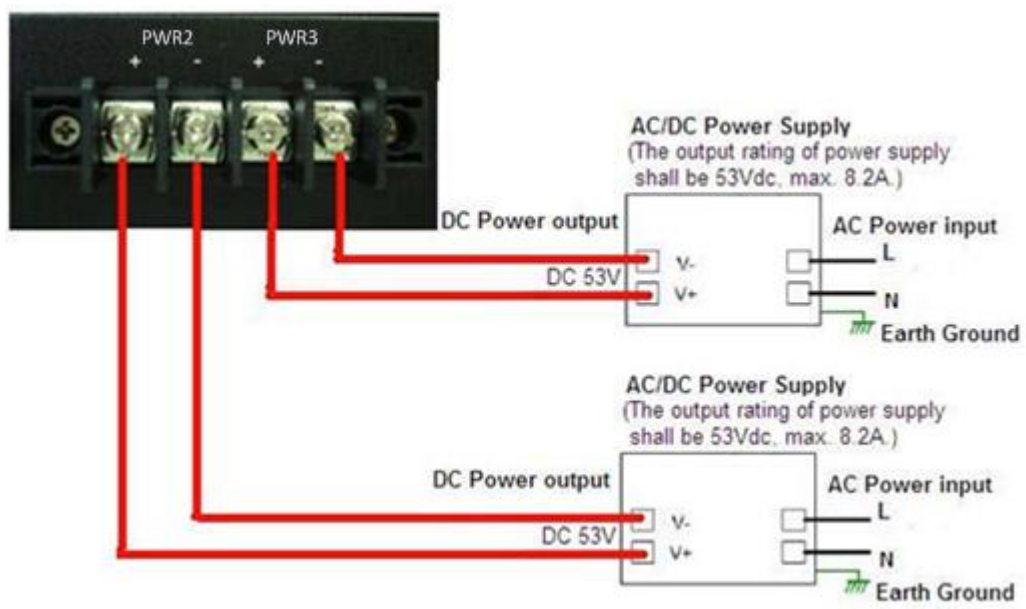 PWR2 PWR3
+ - + -
AC/DC Power Supply
(The output rating of power supply
shall be 53Vdc, max. 8.2A.)
DC Power output
AC Power input
L
V-
DC 53V
V+
N
Earth Ground
AC/DC Power Supply
(The output rating of power supply
shall be 53Vdc, max. 8.2A.)
DC Power output
AC Power input
L
V-
DC 53V
V+
N
Earth Ground